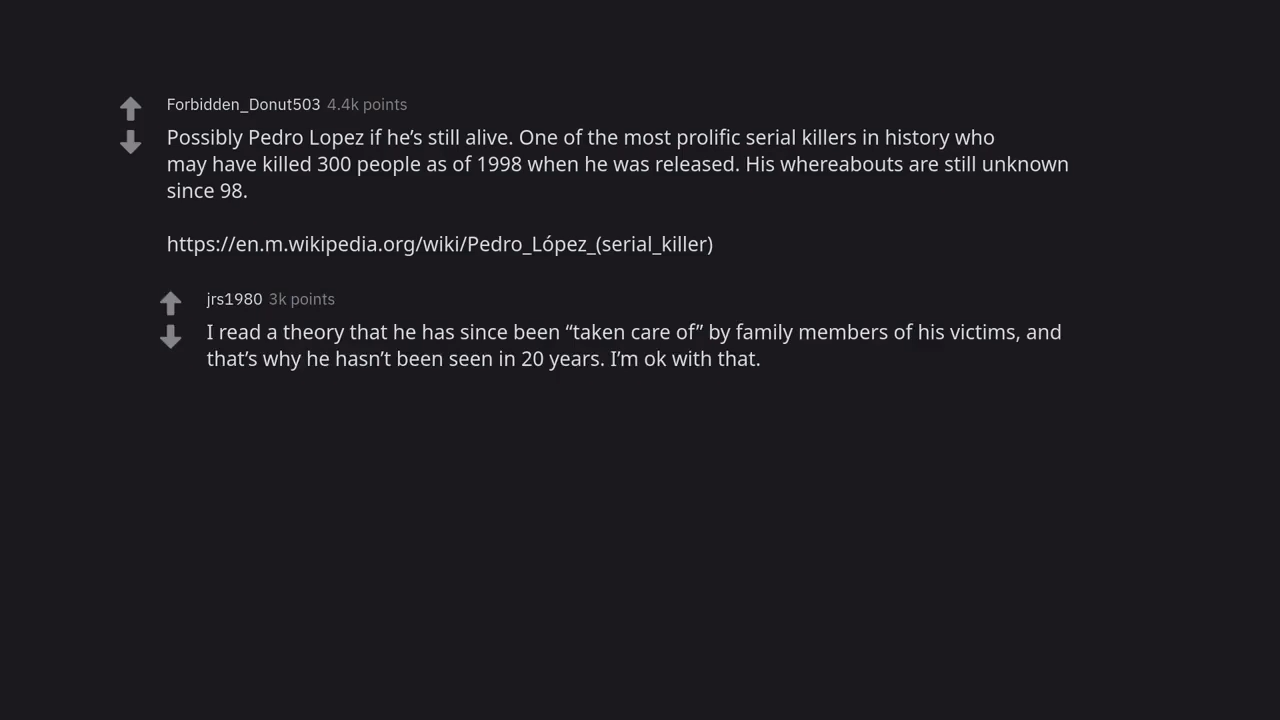 Forbidden_Donut503 4.4k points
Possibly Pedro Lopez if he’s still alive. One of the most prolific serial killers in history who
may have killed 300 people as of 1998 when he was released. His whereabouts are still unknown
since 98.
https://en.m.wikipedia.org/wiki/Pedro_López_(serial_killer)
jrs1980 3k points
I read a theory that he has since been “taken care of” by family members of his victims, and
that’s why he hasn’t been seen in 20 years. I’m ok with that.